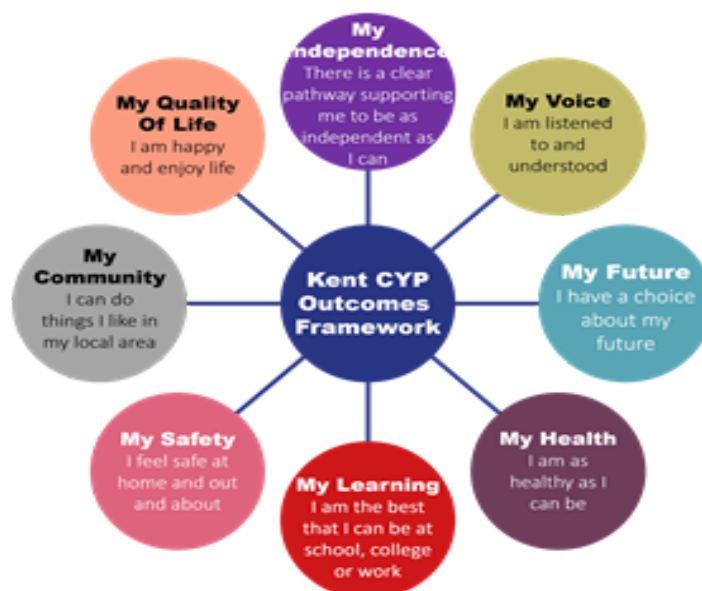 My
Independence
There is a clear
pathway supporting
me to be as
independent as
I can
My Voice
I am listened
to and
understood
My Future
I have a choice
about my
future
My Health
I am as
healthy as I
can be
My Learning
I am the best
that I can be at
school, college
or work
My Safety
I feel safe at
home and out
and about
My
Community
I can do
things I like in
my local area
My Quality
Of Life
I am happy
and enjoy life
Kent CYP
Outcomes
Framework